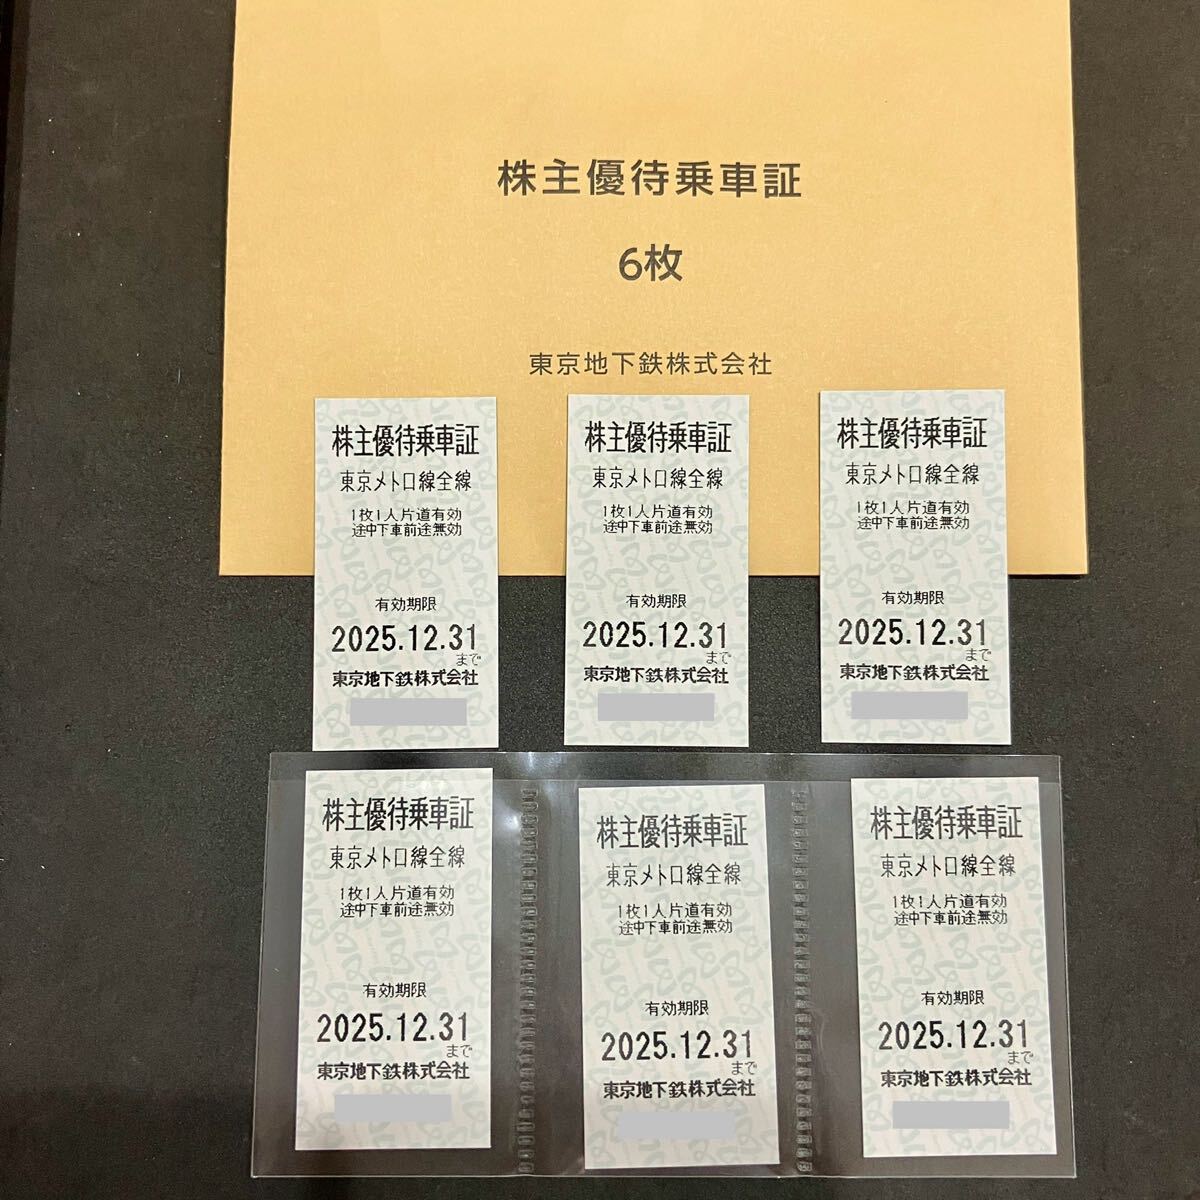 株主優待乗車証
6枚
東京地下鉄株式会社
株主優待乗車証
東京メトロ線全線
1枚1人片道有効
途中下車前途無効
有効期限
2025.12.31
まで
東京地下鉄株式会社
株主優待乗車証
東京メトロ線全線
1枚1人片道有効
途中下車前途無効
有効期限
2025.12.31
まで
東京地下鉄株式会社
株主優待乗車証
東京メトロ線全線
1枚1人片道有効
途中下車前途無効
有効期限
2025.12.31
まで
東京地下鉄株式会社
株主優待乗車証
東京メトロ線全線
1枚1人片道有効
途中下車前途無効
有効期限
2025.12.31
まで
東京地下鉄株式会社
株主優待乗車証
東京メトロ線全線
1枚1人片道有効
途中下車前途無効
有効期限
2025.12.31
まで
東京地下鉄株式会社
株主優待乗車証
東京メトロ線全線
1枚1人片道有効
途中下車前途無効
有効期限
2025.12.31
まで
東京地下鉄株式会社